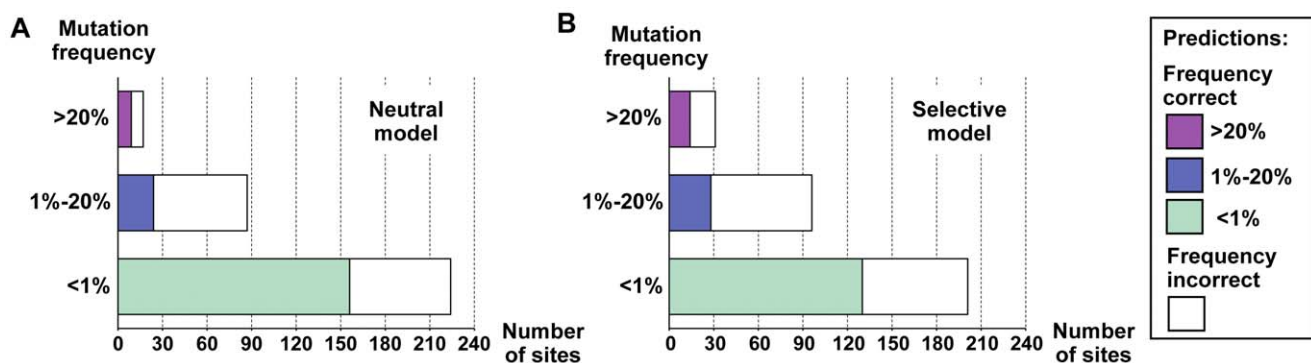 A
Mutation
frequency
>20%
1%-20%
<1%
Neutral
model
0 30 60 90 120 150 180 210 240
Number
of sites
B
Mutation
frequency
>20%
1%-20%
<1%
Selective
model
0 30 60 90 120 150 180 210 240
Number
of sites
Predictions:
Frequency
correct
>20%
1%-20%
<1%
Frequency
incorrect